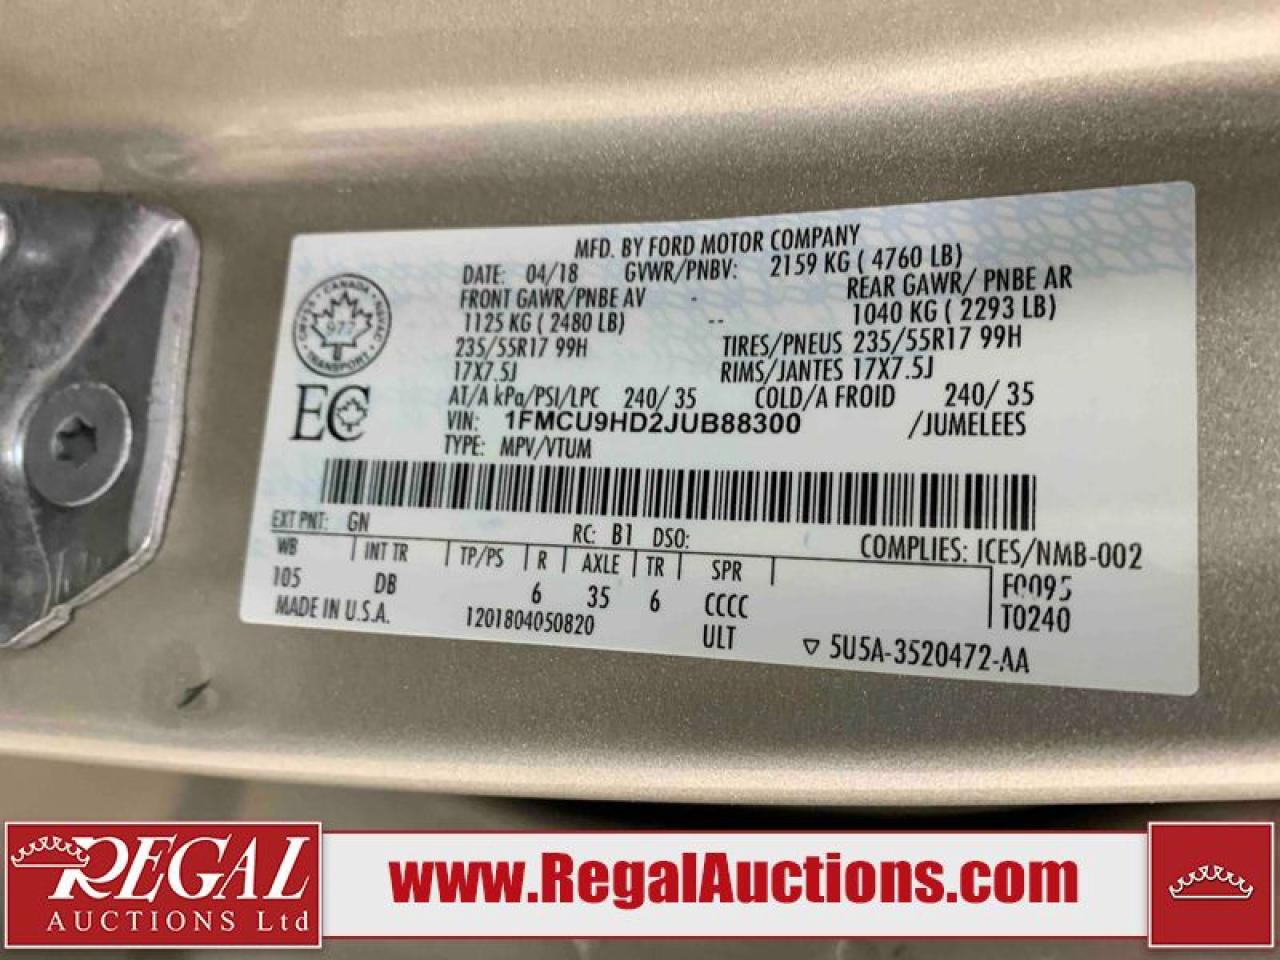 MFD. BY FORD MOTOR COMPANY
DATE: 04/18 GVWR/PNBV: 2159 KG ( 4760 LB)
FRONT GAWR/PNBE AV - REAR GAWR/ PNBE AR
1125 KG ( 2480 LB) -- 1040 KG ( 2293 LB)
235/55R17 99H TIRES/PNEUS 235/55R17 99H
17X7.5J RIMS/JANTES 17X7.5J
AT/A kPa/PSI/LPC 240/ 35 COLD/A FROID 240/ 35
VIN: 1FMCU9HD2JUB88300 /JUMELEES
TYPE: MPV/VTUM
CANADA
TRANSPORT
977
EC
EXT PNT: GN RC: B1 DSO: COMPLIES: ICES/NMB-002
WB INT TR TP/PS R AXLE TR SPR F0095
105 DB 6 35 6 CCCC T0240
MADE IN U.S.A. 1201804050820 ULT 5U5A-3520472-AA
REGAL
AUCTIONS Ltd
www.RegalAuctions.com